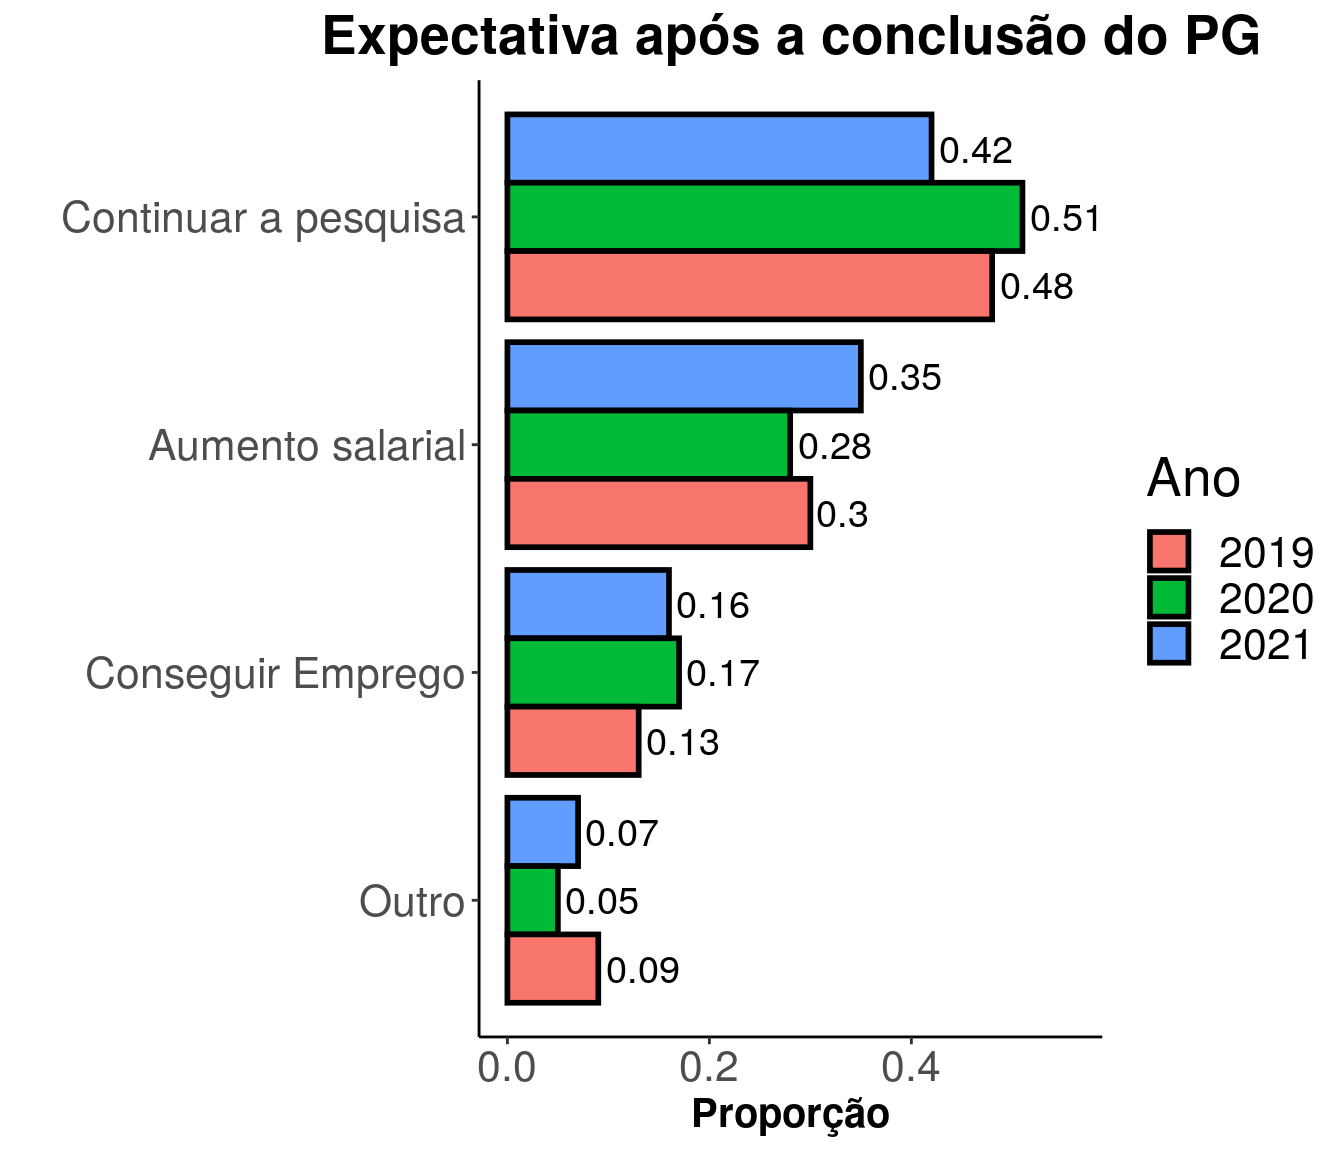 Expectativa após a conclusão do PG
0.42
Continuar a pesquisa
0.51
0.48
0.35
Aumento salarial
0.28
0.3
0.16
Conseguir Emprego
0.17
0.13
0.07
Outro
0.05
0.09
0.0 0.2 0.4
Proporção
Ano
2019
2020
2021